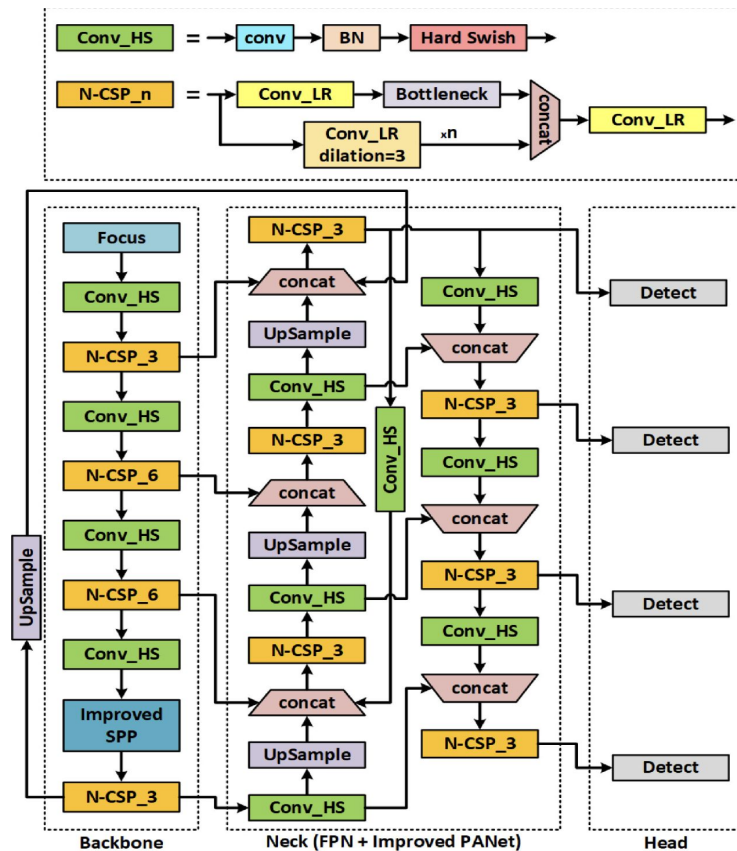 Conv_HS = conv BN Hard Swish
N-CSP_n = Conv_LR Bottleneck concat Conv_LR
Conv_LR
dilation=3
xn
Focus
Conv_HS
N-CSP_3
Conv_HS
N-CSP_6
Conv_HS
N-CSP_6
Conv_HS
Improved
SPP
N-CSP_3
UpSample
Backbone
N-CSP_3
concat
UpSample
Conv_HS
N-CSP_3
concat
UpSample
Conv_HS
N-CSP_3
concat
UpSample
Conv_HS
Conv_HS
Conv_HS
concat
N-CSP_3
Conv_HS
concat
N-CSP_3
Conv_HS
concat
N-CSP_3
Neck (FPN + Improved PANet)
Detect
Detect
Detect
Detect
Head